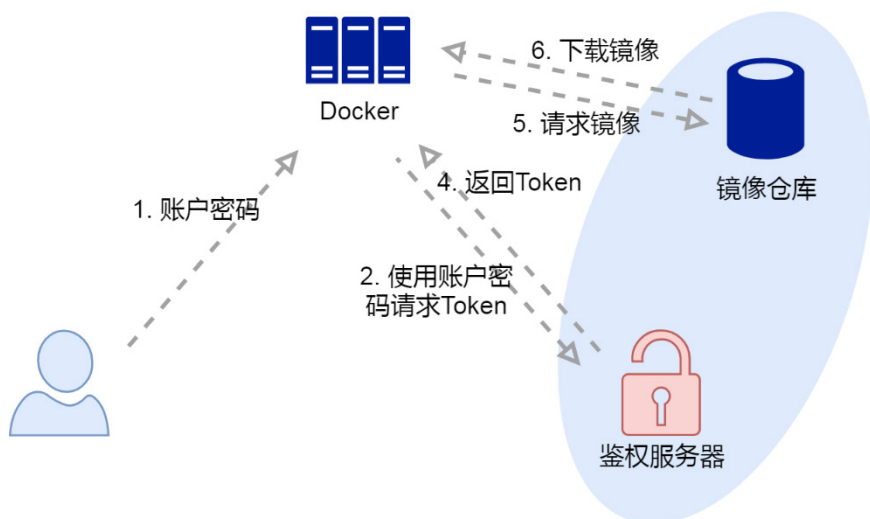 6. 下载镜像
Docker
5. 请求镜像
4. 返回Token
镜像仓库
1. 账户密码
2. 使用账户密
码请求Token
鉴权服务器